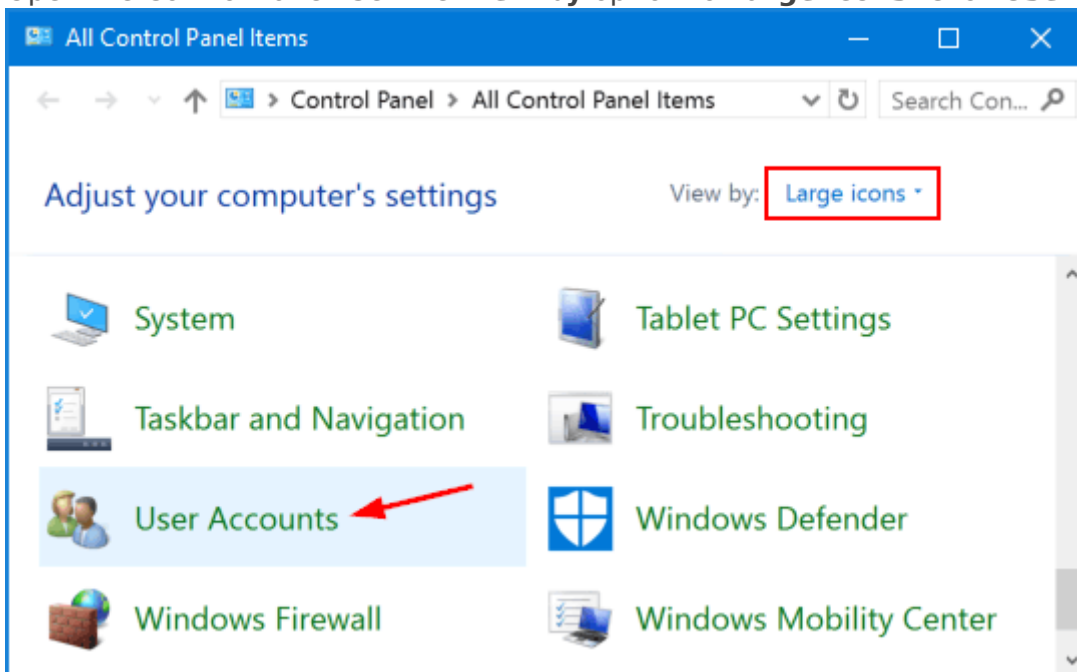 All Control Panel Items
Control Panel > All Control Panel Items
Search Con...
Adjust your computer's settings
View by: Large icons
System
Tablet PC Settings
Taskbar and Navigation
Troubleshooting
User Accounts
Windows Defender
Windows Firewall
Windows Mobility Center